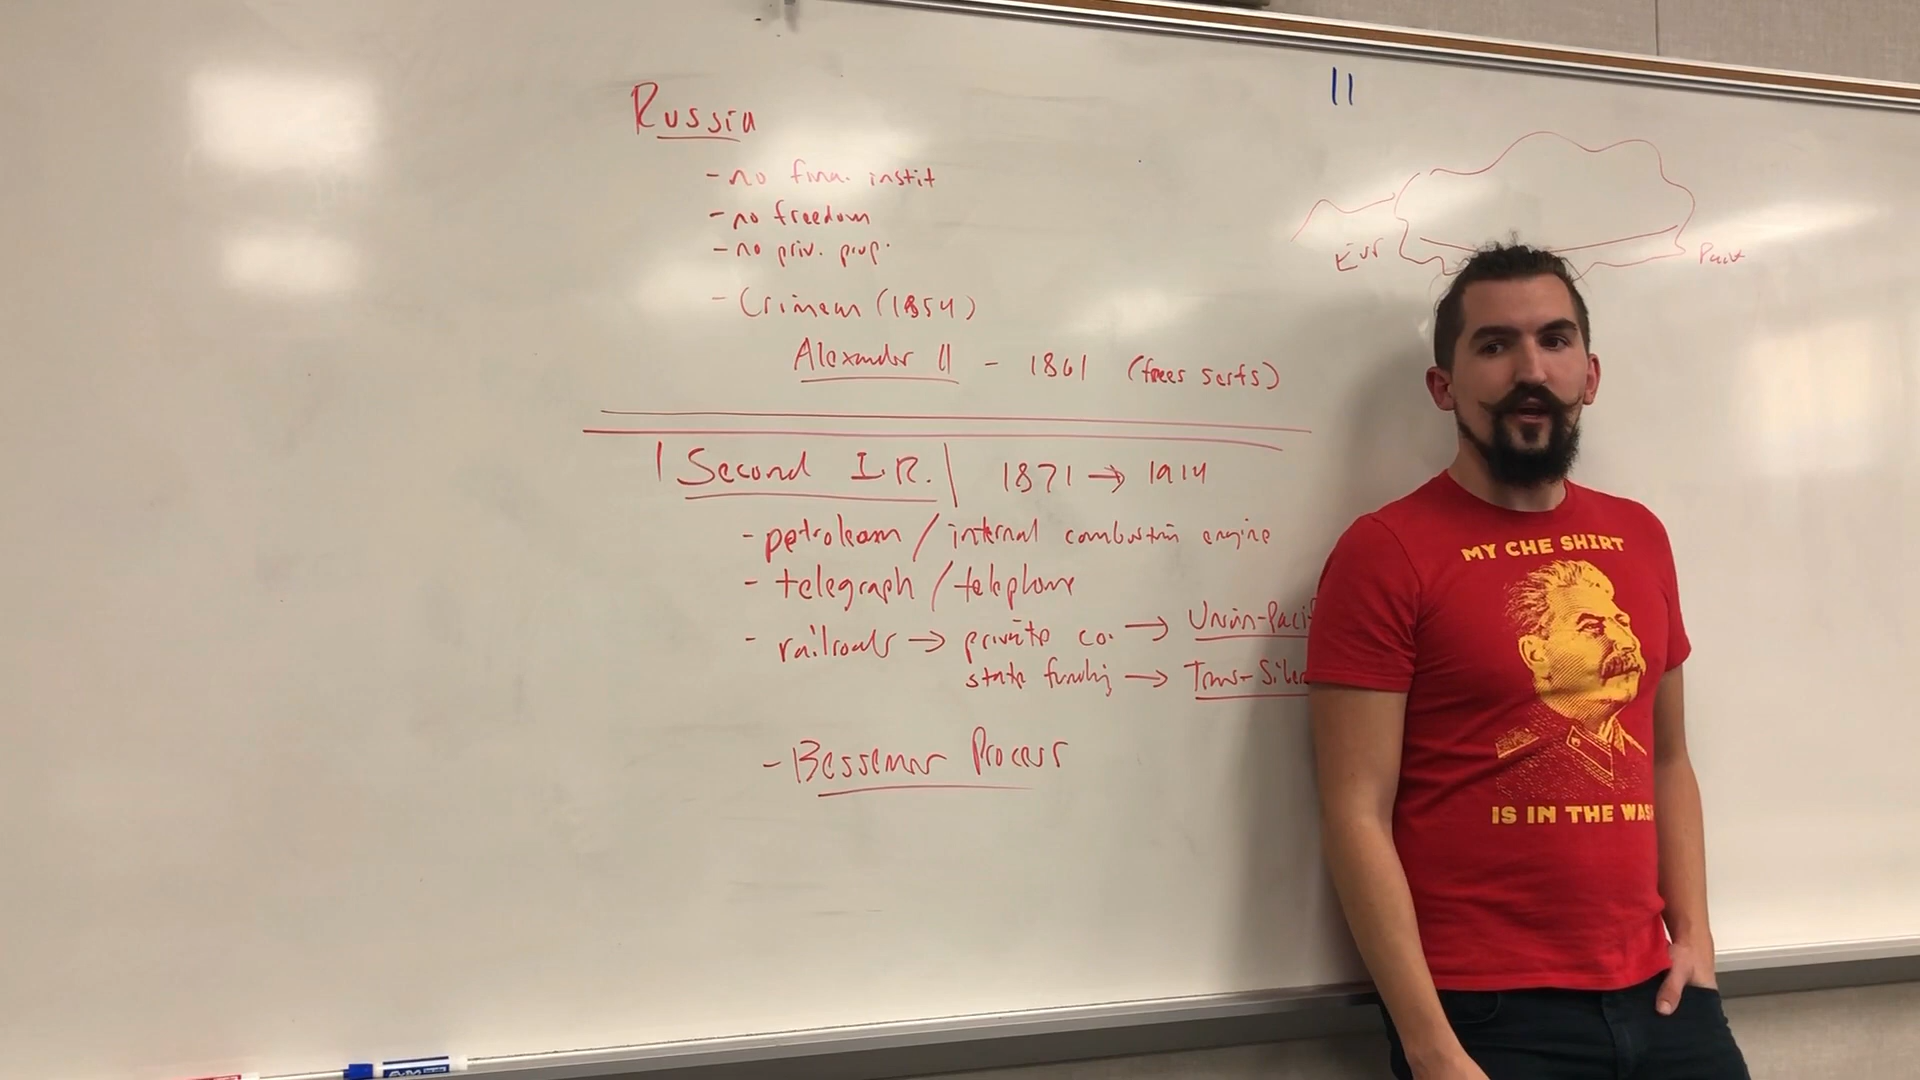 Russia
- no fina. instit
- no freedom
- no priv. prop.
- Crimean (1854)
Alexander II - 1861 (frees serfs)
Second I.R. 1871 → 1914
- petroleum / internal combustion engine
- telegraph / telephone
- railroads → private co. → Union-Pacif
state funding → Trans-Siber
- Bessemer Process
II
Eur
MY CHE SHIRT
IS IN THE WAS